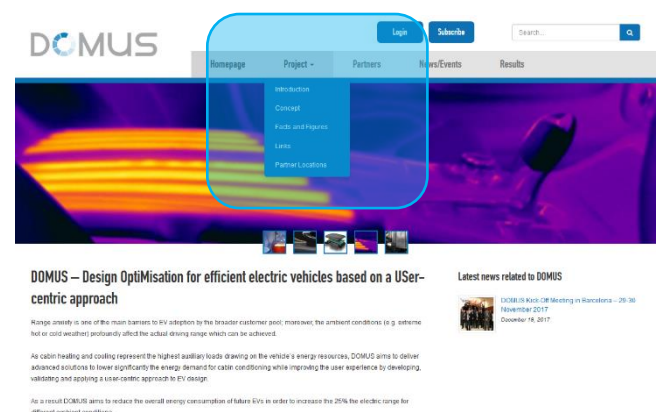 DOMUS
Login
Subscribe
Search...
Homepage
Project
Partners
News/Events
Results
Introduction
Concept
Facts and Figures
Links
Partner Locations
DOMUS – Design OptiMisation for efficient electric vehicles based on a USer-
centric approach
Range anxiety is one of the main barriers to EV adoption by the broader customer pool; moreover, the ambient conditions (e.g. extreme
hot or cold weather) profoundly affect the actual driving range which can be achieved.
As cabin heating and cooling represent the highest auxiliary loads drawing on the vehicle's energy resources, DOMUS aims to deliver
advanced solutions to lower significantly the energy demand for cabin conditioning while improving the user experience by developing,
validating and applying a user-centric approach to EV design.
As a result DOMUS aims to reduce the overall energy consumption of future EVs in order to increase the 25% the electric range for
different ambient conditions.
Latest news related to DOMUS
DOMUS Kick-Off Meeting in Barcelona – 29-30
November 2017
December 18, 2017